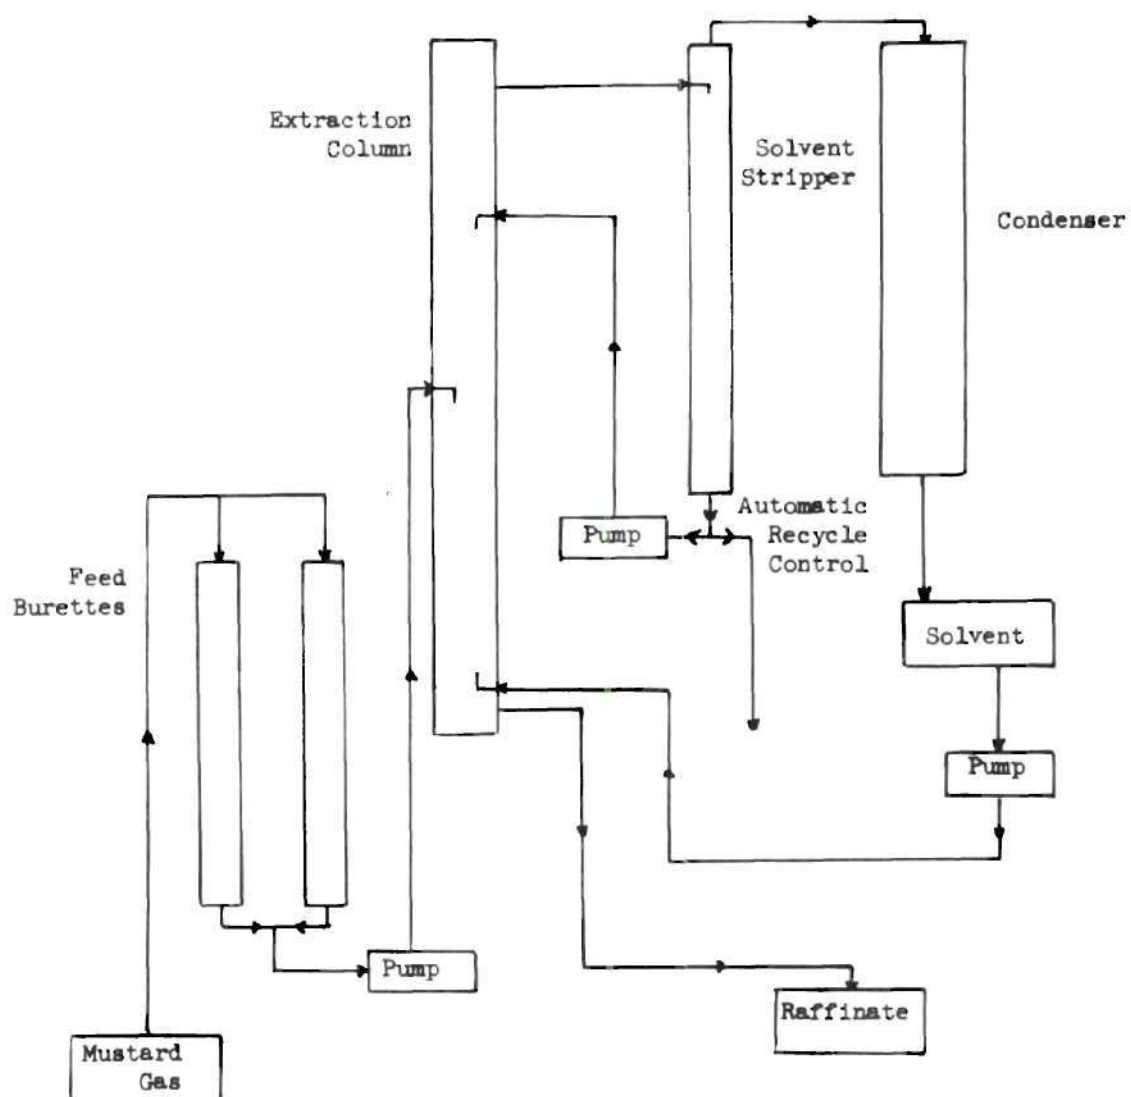 Extraction
Column
Solvent
Stripper
Condenser
Pump
Automatic
Recycle
Control
Feed
Burettes
Solvent
Pump
Pump
Raffinate
Mustard
Gas